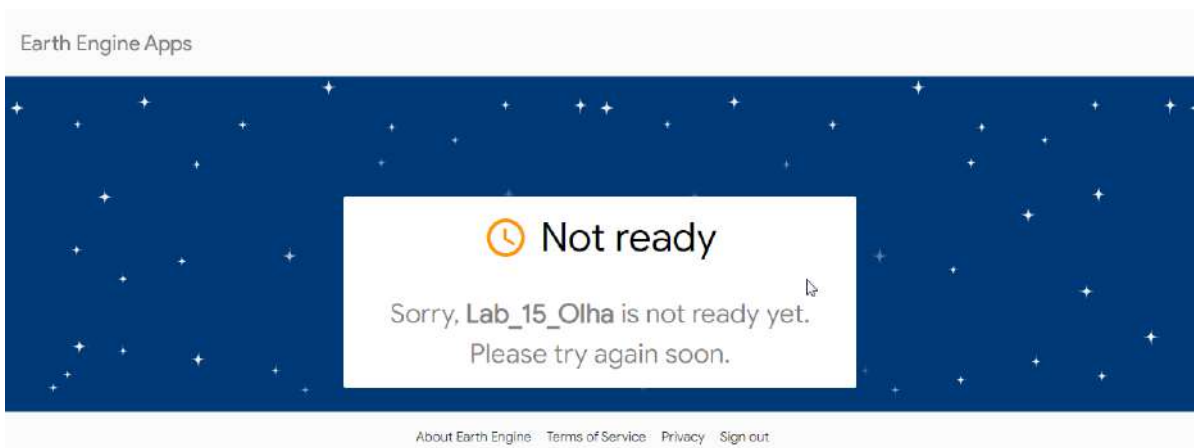 Earth Engine Apps
Not ready
Sorry, Lab_15_Olha is not ready yet.
Please try again soon.
About Earth Engine Terms of Service Privacy Sign out